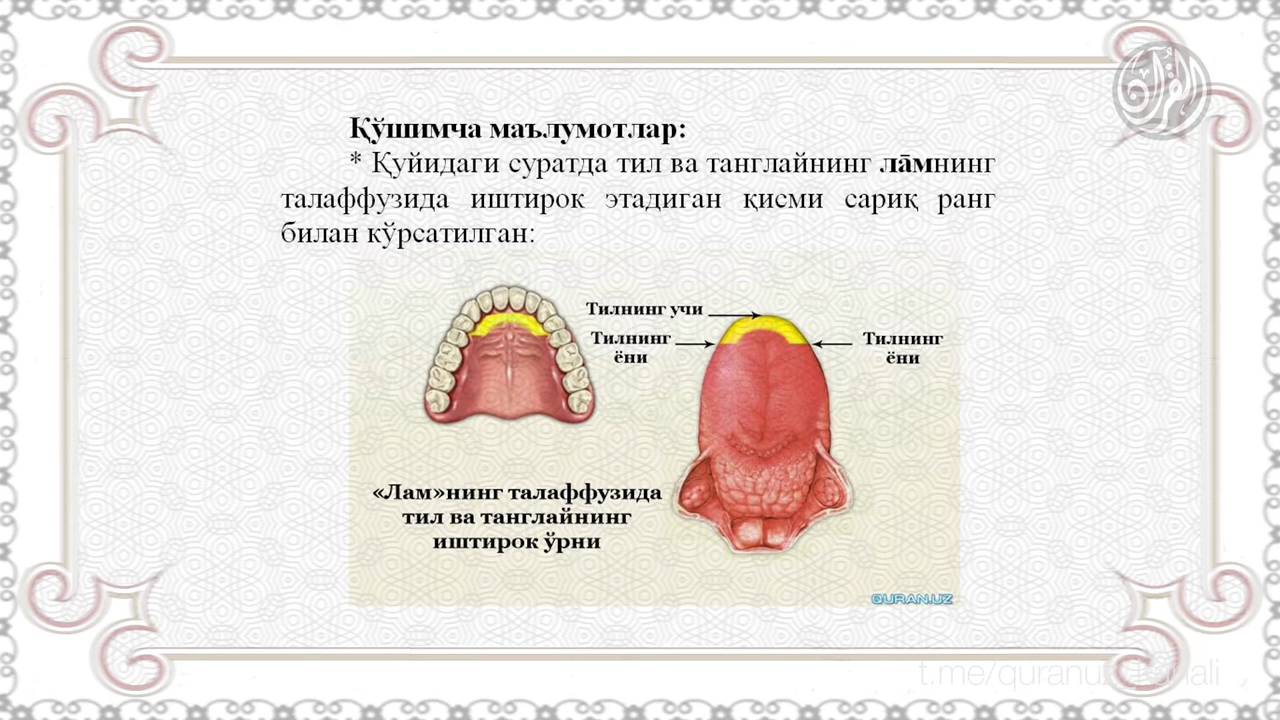 Қўшимча маълумотлар:
* Қуйидаги суратда тил ва танглайнинг ла̄мнинг
талаффузида иштирок этадиган қисми сариқ ранг
билан кўрсатилган:
Тилнинг учи
Тилнинг
ёни
Тилнинг
ёни
«Лам»нинг талаффузида
тил ва танглайнинг
иштирок ўрни
QURAN.UZ
القرآن